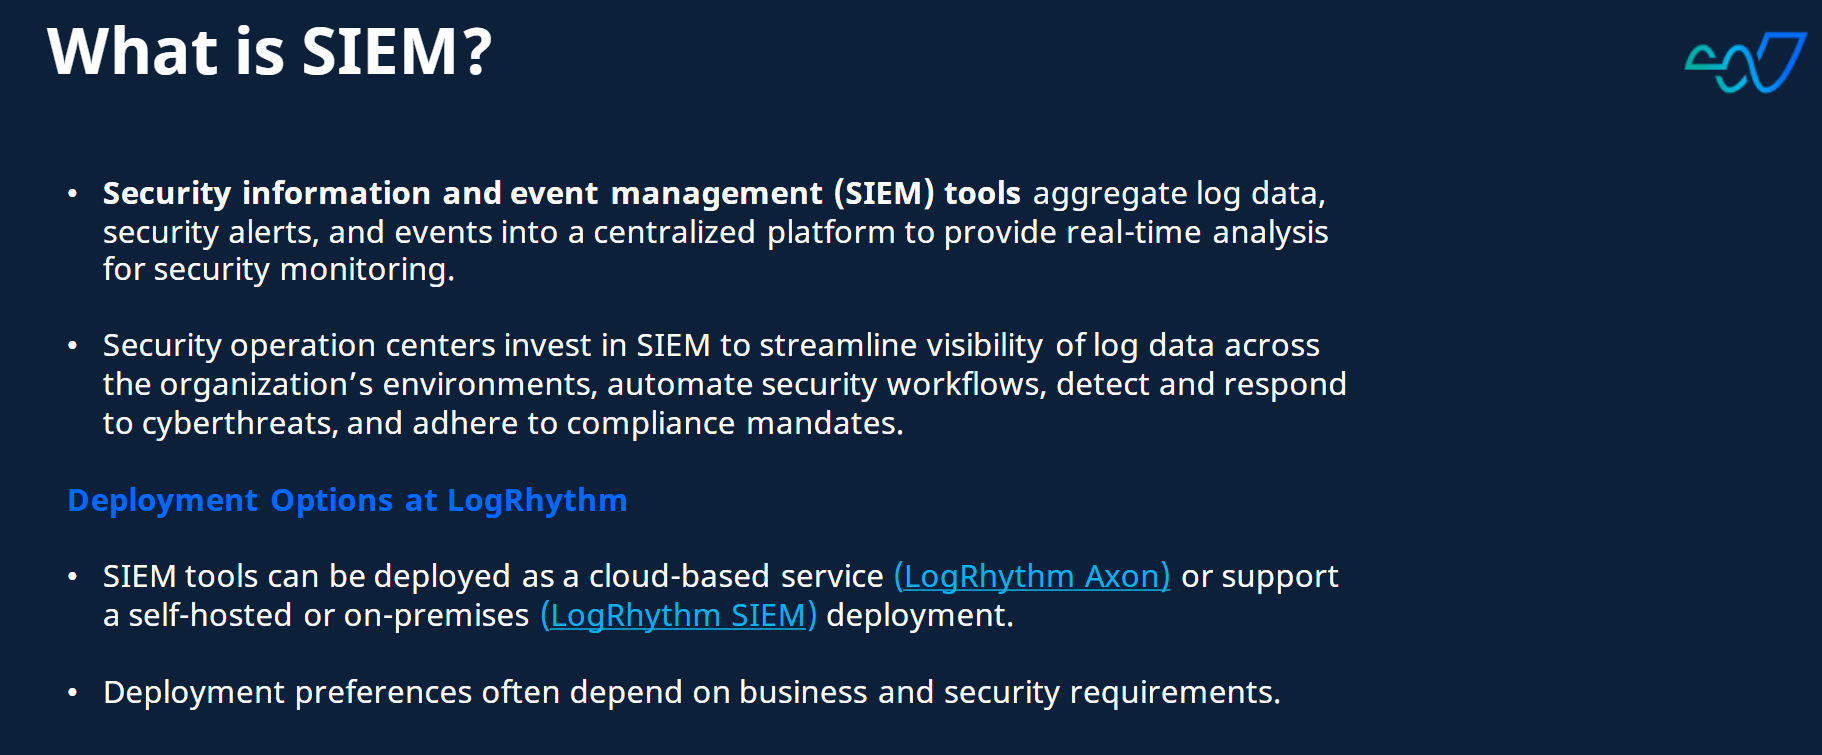 What is SIEM?
• Security information and event management (SIEM) tools aggregate log data,
security alerts, and events into a centralized platform to provide real-time analysis
for security monitoring.
• Security operation centers invest in SIEM to streamline visibility of log data across
the organization’s environments, automate security workflows, detect and respond
to cyberthreats, and adhere to compliance mandates.
Deployment Options at LogRhythm
• SIEM tools can be deployed as a cloud-based service (LogRhythm Axon) or support
a self-hosted or on-premises (LogRhythm SIEM) deployment.
• Deployment preferences often depend on business and security requirements.